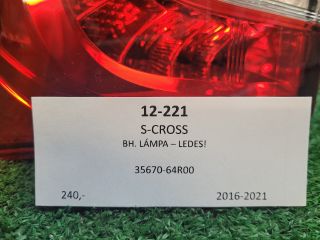 12-221
S-CROSS
BH. LÁMPA – LEDES!
35670-64R00
240,- 2016-2021